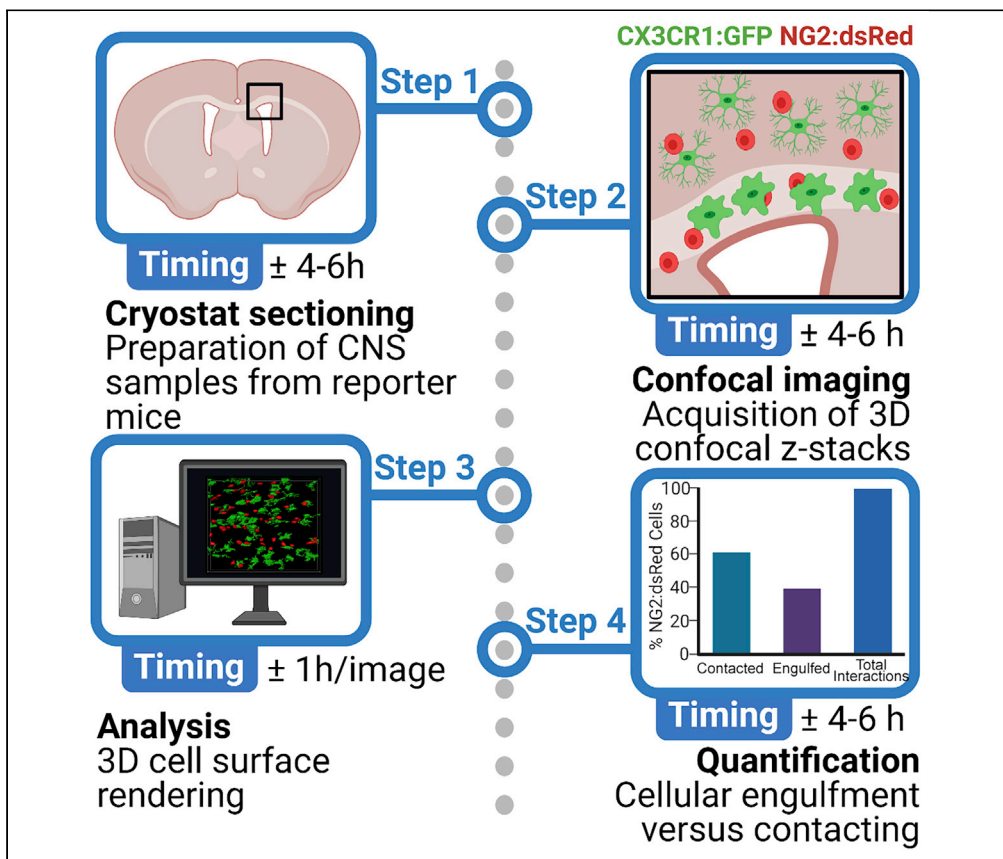 Step 1
Timing ± 4-6h
Cryostat sectioning
Preparation of CNS
samples from reporter
mice
CX3CR1:GFP NG2:dsRed
Step 2
Timing ± 4-6 h
Confocal imaging
Acquisition of 3D
confocal z-stacks
Step 3
Timing ± 1h/image
Analysis
3D cell surface
rendering
Step 4
% NG2:dsRed Cells
100
80
60
40
20
0
Contacted
Engulfed
Total
Interactions
Timing ± 4-6 h
Quantification
Cellular engulfment
versus contacting